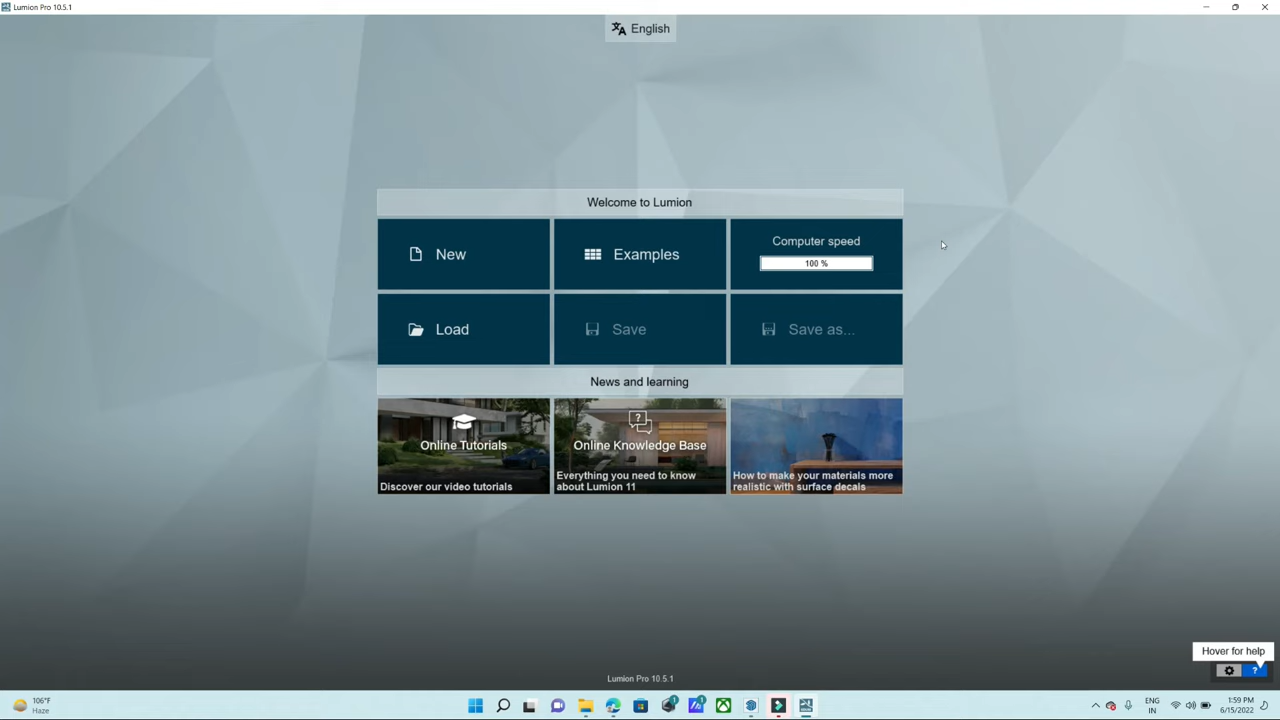 Lumion Pro 10.5.1
English
Welcome to Lumion
New
Examples
Computer speed
100 %
Load
Save
Save as...
News and learning
Online Tutorials
Discover our video tutorials
Online Knowledge Base
Everything you need to know
about Lumion 11
How to make your materials more
realistic with surface decals
Hover for help
?
Lumion Pro 10.5.1
106°F
Haze
1
1
ENG
IN
1:59 PM
6/15/2022